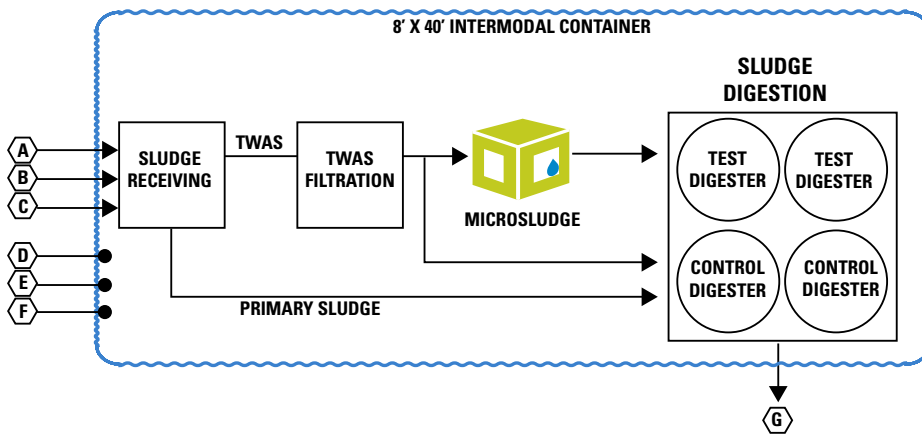 8' X 40' INTERMODAL CONTAINER
SLUDGE
DIGESTION
A
B
C
D
E
F
SLUDGE
RECEIVING
TWAS
TWAS
FILTRATION
MICROSLUDGE
PRIMARY SLUDGE
TEST
DIGESTER
TEST
DIGESTER
CONTROL
DIGESTER
CONTROL
DIGESTER
G